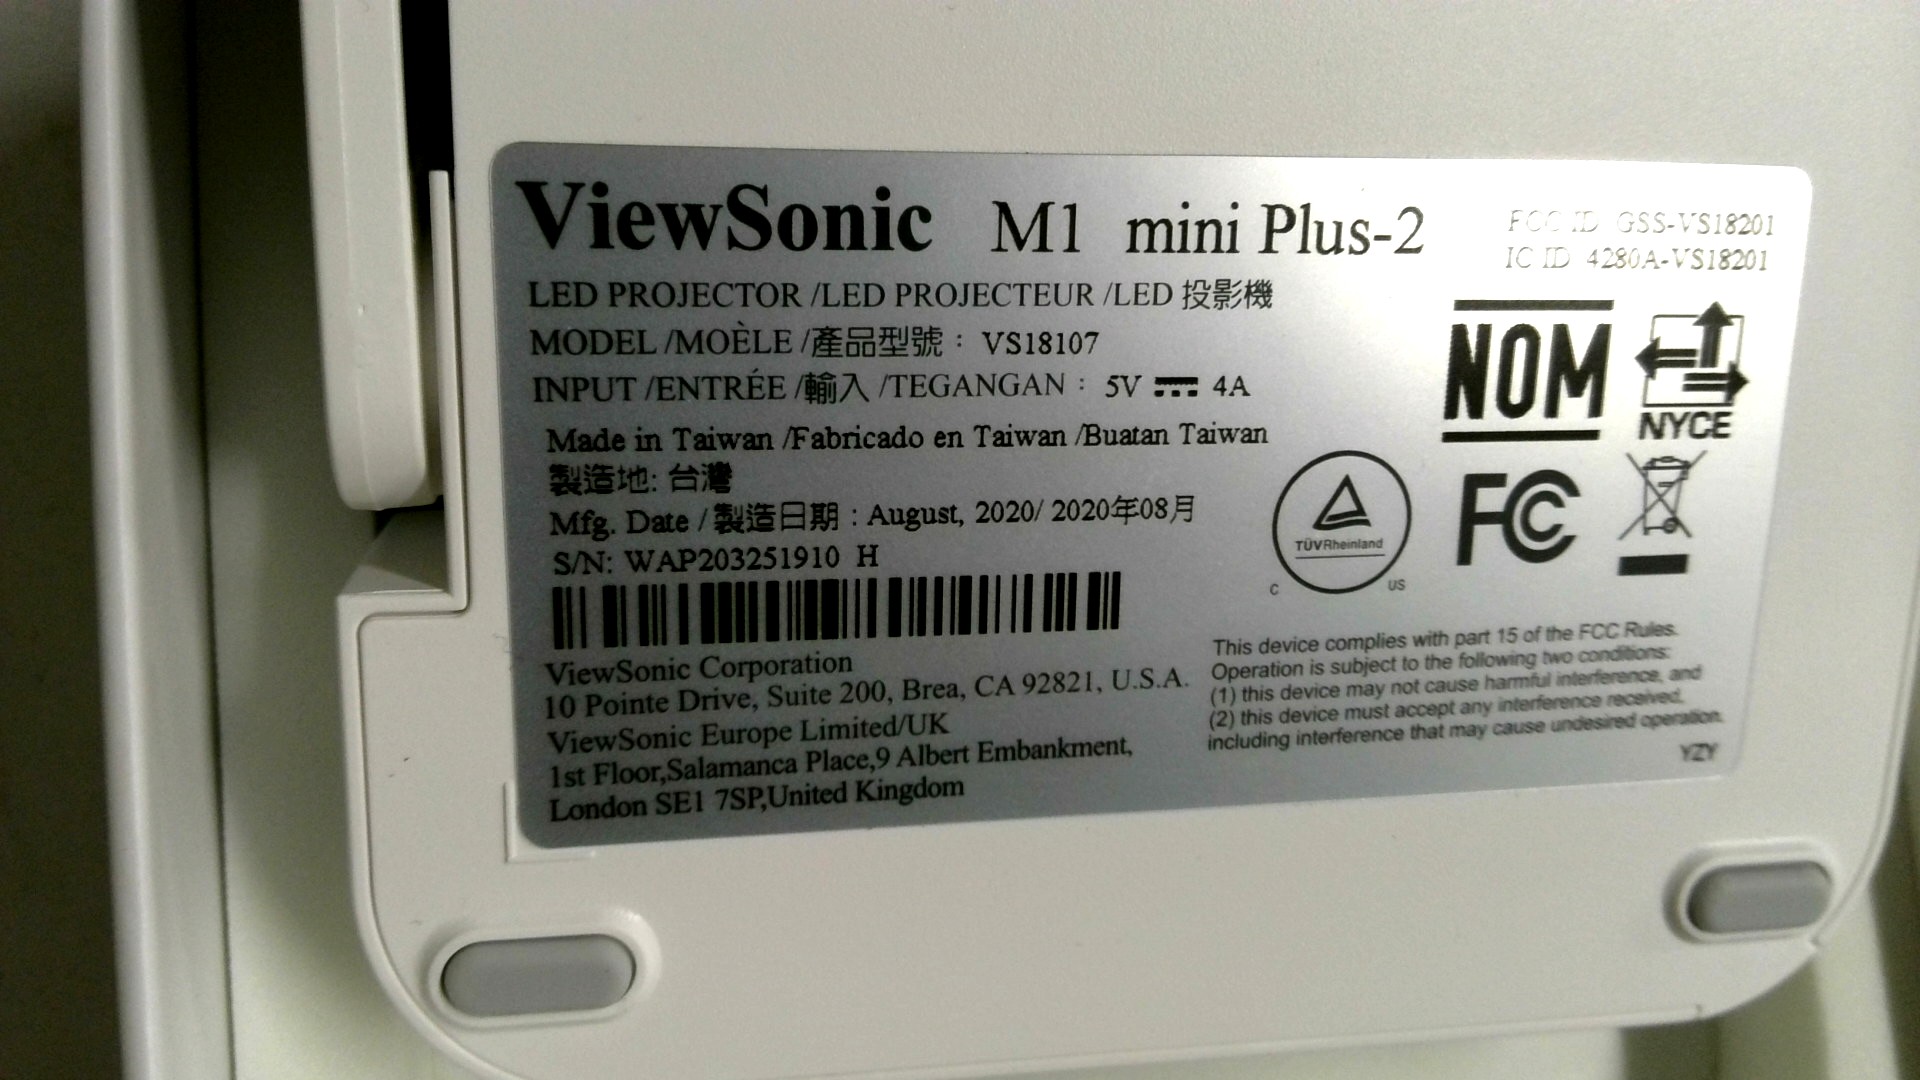 ViewSonic M1 mini Plus-2
FCC ID GSS-VS18201
IC ID 4280A-VS18201
LED PROJECTOR /LED PROJECTEUR /LED 投影機
MODEL /MOÈLE /產品型號 : VS18107
INPUT /ENTRÉE /輸入 /TEGANGAN : 5V 4A
Made in Taiwan /Fabricado en Taiwan /Buatan Taiwan
製造地: 台灣
Mfg. Date / 製造日期 : August, 2020/ 2020年08月
S/N: WAP203251910 H
NOM
NYCE
TÜVRheinland
C US
FC
ViewSonic Corporation
10 Pointe Drive, Suite 200, Brea, CA 92821, U.S.A.
ViewSonic Europe Limited/UK
1st Floor,Salamanca Place,9 Albert Embankment,
London SE1 7SP,United Kingdom
This device complies with part 15 of the FCC Rules.
Operation is subject to the following two conditions:
(1) this device may not cause harmful interference, and
(2) this device must accept any interference received,
including interference that may cause undesired operation.
YZY